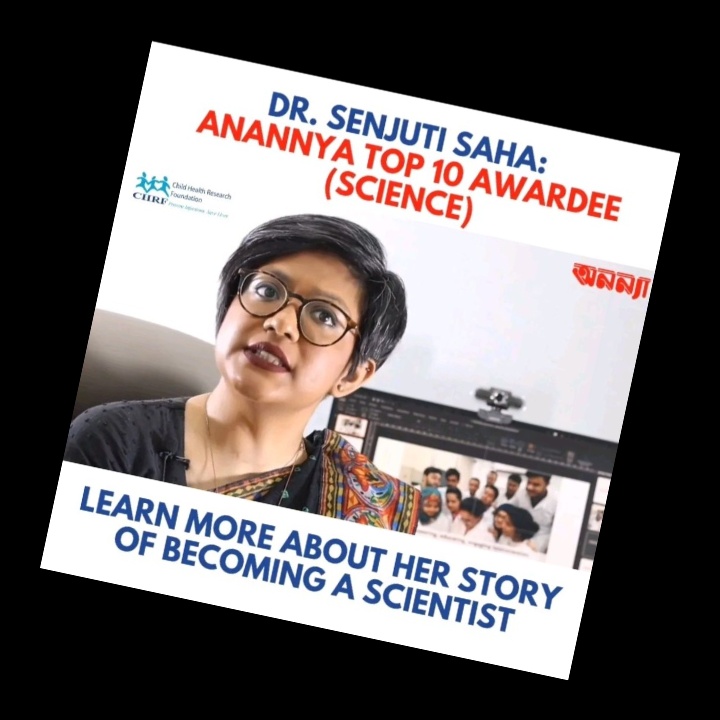 DR. SENJUTI SAHA:
ANANNYA TOP 10 AWARDEE
(SCIENCE)
Child Health Research
Foundation
CHRF
অনন্যা
LEARN MORE ABOUT HER STORY
OF BECOMING A SCIENTIST